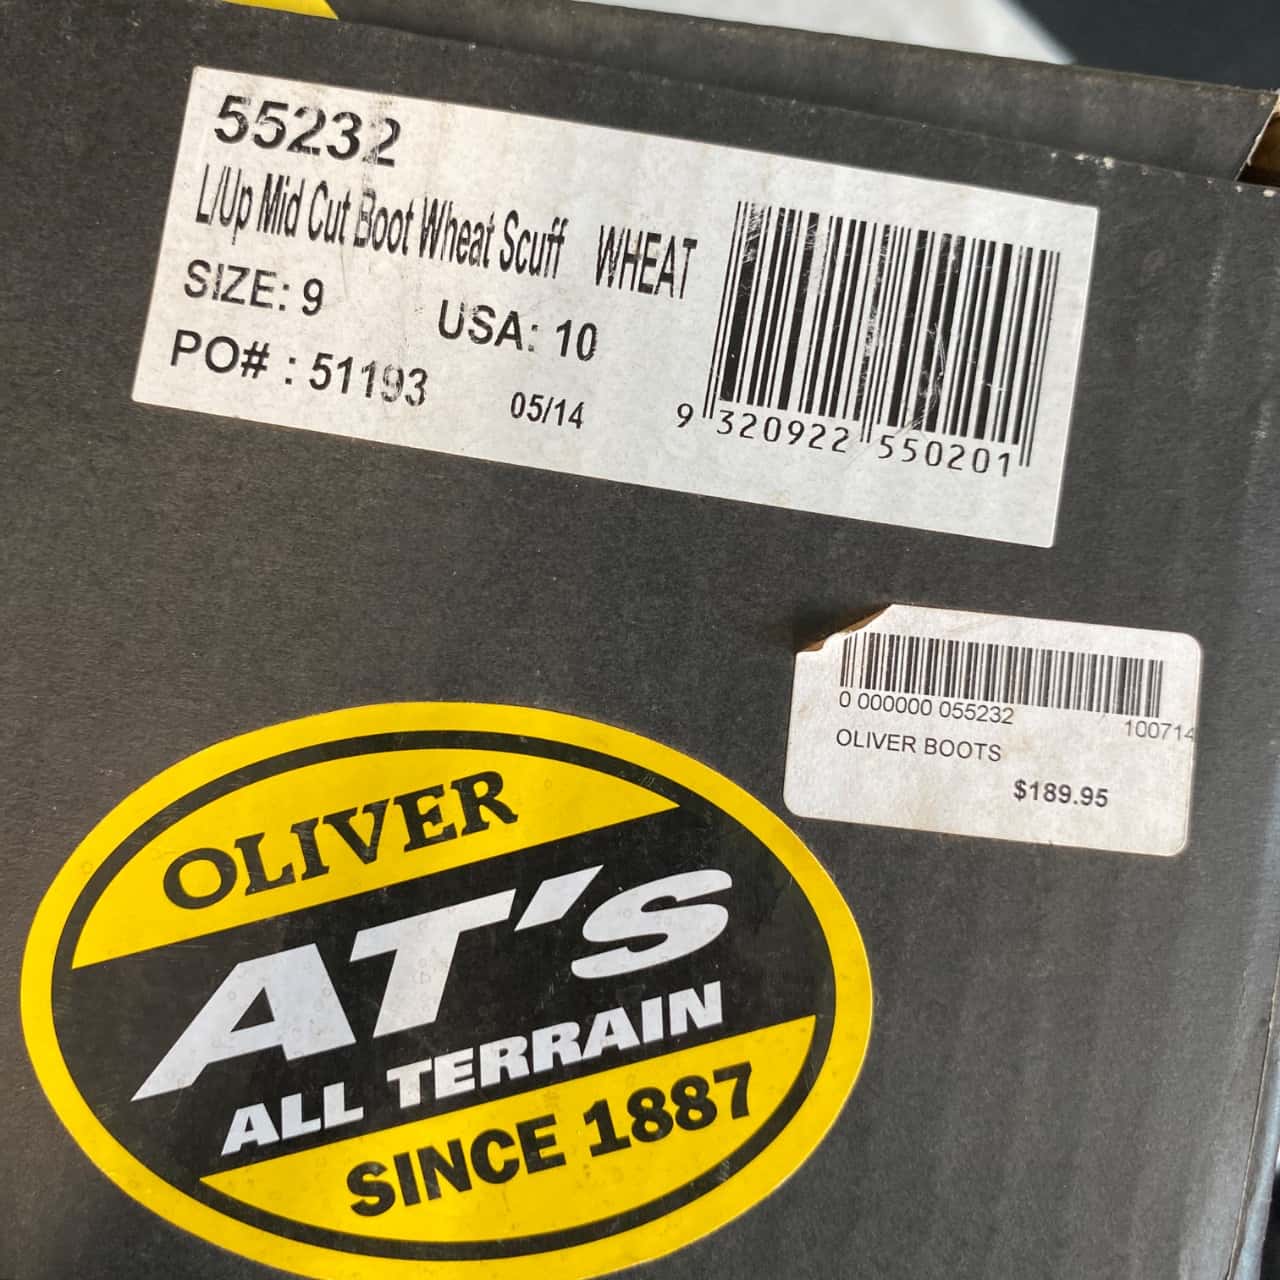 55232
L/Up Mid Cut Boot Wheat Scuff WHEAT
SIZE: 9 USA: 10
PO# : 51193 05/14
9 320922 550201
0 000000 055232 100714
OLIVER BOOTS
$189.95
OLIVER
AT's
ALL TERRAIN
SINCE 1887